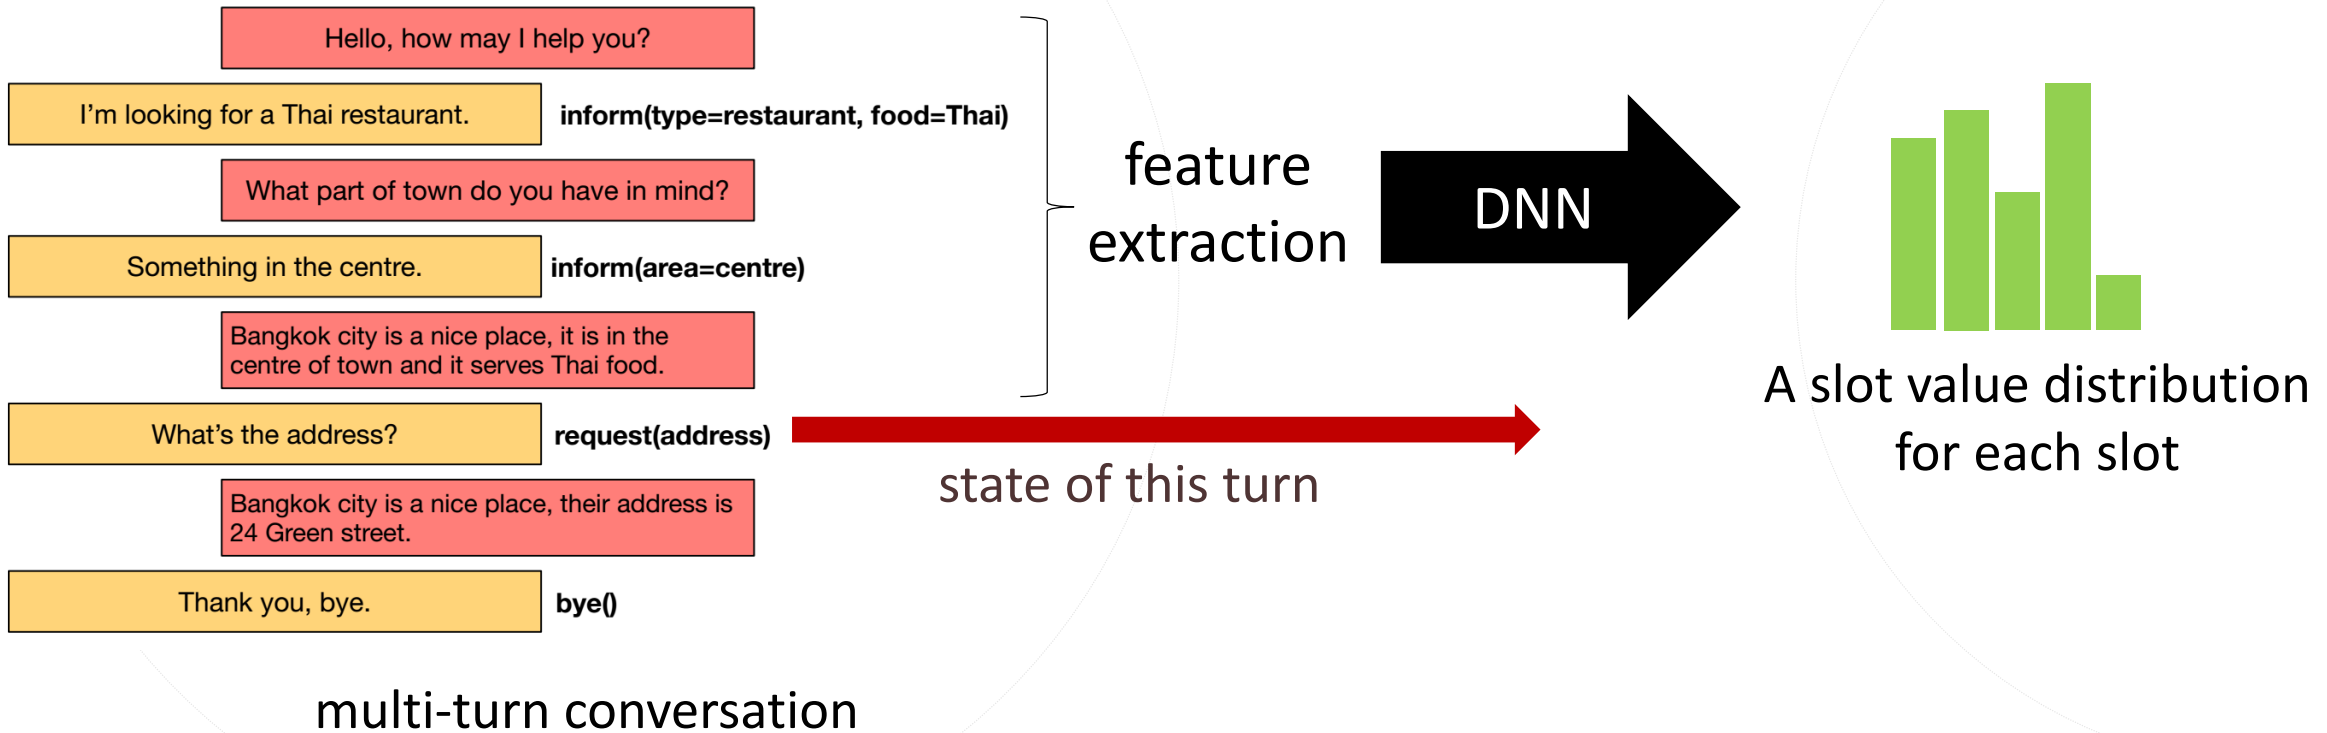 Hello, how may I help you?
I'm looking for a Thai restaurant.
inform(type=restaurant, food=Thai)
What part of town do you have in mind?
Something in the centre.
inform(area=centre)
Bangkok city is a nice place, it is in the
centre of town and it serves Thai food.
What's the address?
request(address)
Bangkok city is a nice place, their address is
24 Green street.
Thank you, bye.
bye()
multi-turn conversation
feature
extraction
DNN
state of this turn
A slot value distribution
for each slot